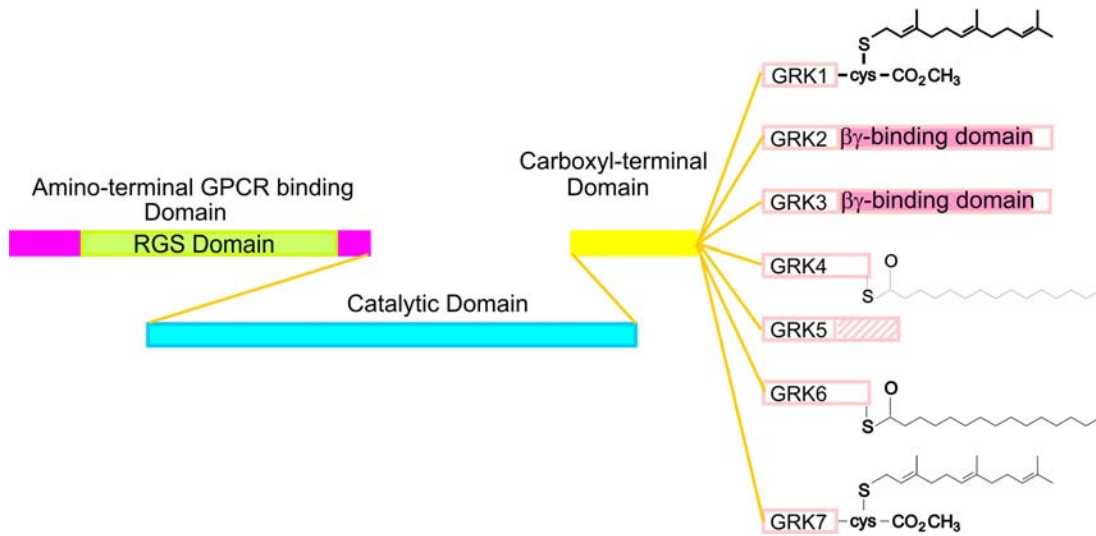 Amino-terminal GPCR binding
Domain
RGS Domain
Catalytic Domain
Carboxyl-terminal
Domain
S
GRK1
cys
CO₂CH₃
GRK2
βγ-binding domain
GRK3
βγ-binding domain
GRK4
O
S
GRK5
GRK6
O
S
S
GRK7
cys
CO₂CH₃